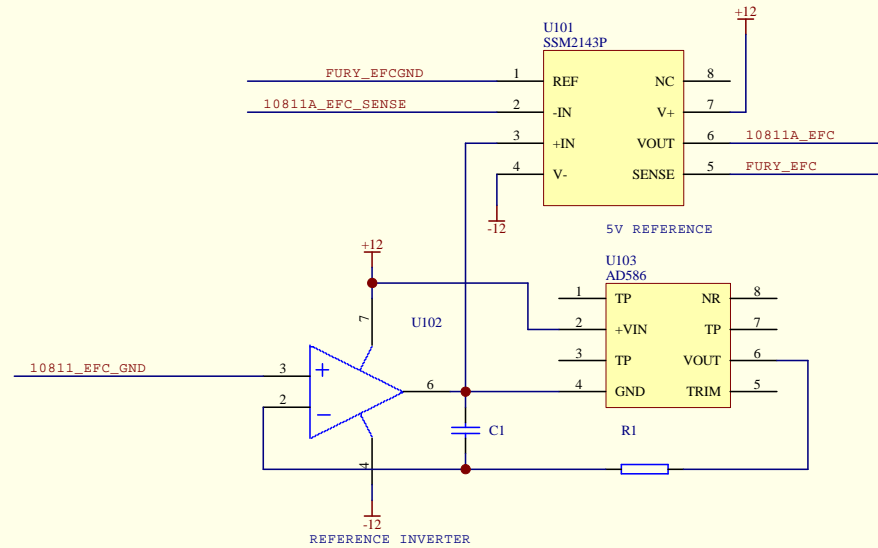 +12
U101
SSM2143P
FURY_EFCGND 1 REF NC 8
10811A_EFC_SENSE 2 -IN V+ 7
3 +IN VOUT 6 10811A_EFC
4 V- SENSE 5 FURY_EFC
-12
5V REFERENCE
+12
U103
AD586
1 TP NR 8
7 U102
2 +VIN TP 7
3 TP VOUT 6
10811_EFC_GND 3 +
6 4 GND TRIM 5
2 −
C1 R1
4
-12
REFERENCE INVERTER